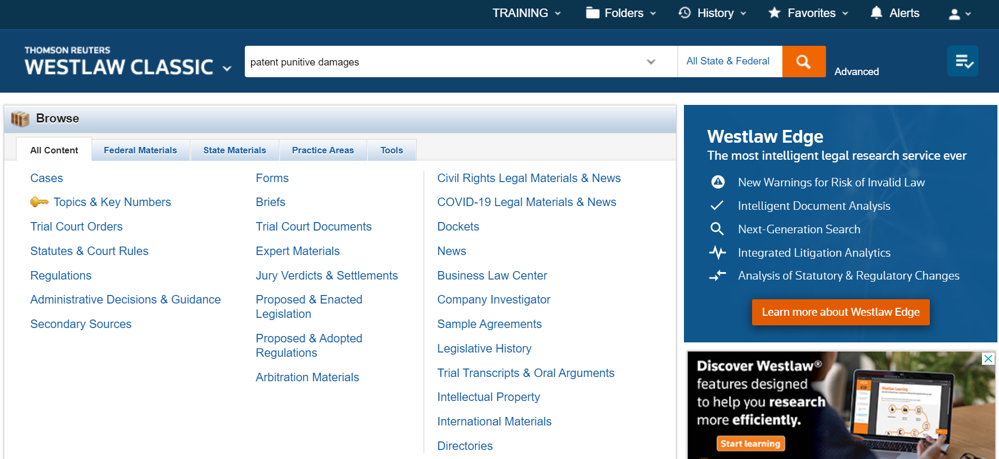 TRAINING
Folders
History
Favorites
Alerts
THOMSON REUTERS
WESTLAW CLASSIC
patent punitive damages
All State & Federal
Advanced
Browse
All Content
Federal Materials
State Materials
Practice Areas
Tools
Cases
Topics & Key Numbers
Trial Court Orders
Statutes & Court Rules
Regulations
Administrative Decisions & Guidance
Secondary Sources
Forms
Briefs
Trial Court Documents
Expert Materials
Jury Verdicts & Settlements
Proposed & Enacted
Legislation
Proposed & Adopted
Regulations
Arbitration Materials
Civil Rights Legal Materials & News
COVID-19 Legal Materials & News
Dockets
News
Business Law Center
Company Investigator
Sample Agreements
Legislative History
Trial Transcripts & Oral Arguments
Intellectual Property
International Materials
Directories
Westlaw Edge
The most intelligent legal research service ever
New Warnings for Risk of Invalid Law
Intelligent Document Analysis
Next-Generation Search
Integrated Litigation Analytics
Analysis of Statutory & Regulatory Changes
Learn more about Westlaw Edge
Discover Westlaw®
features designed
to help you research
more efficiently.
Start learning
Westlaw Learning